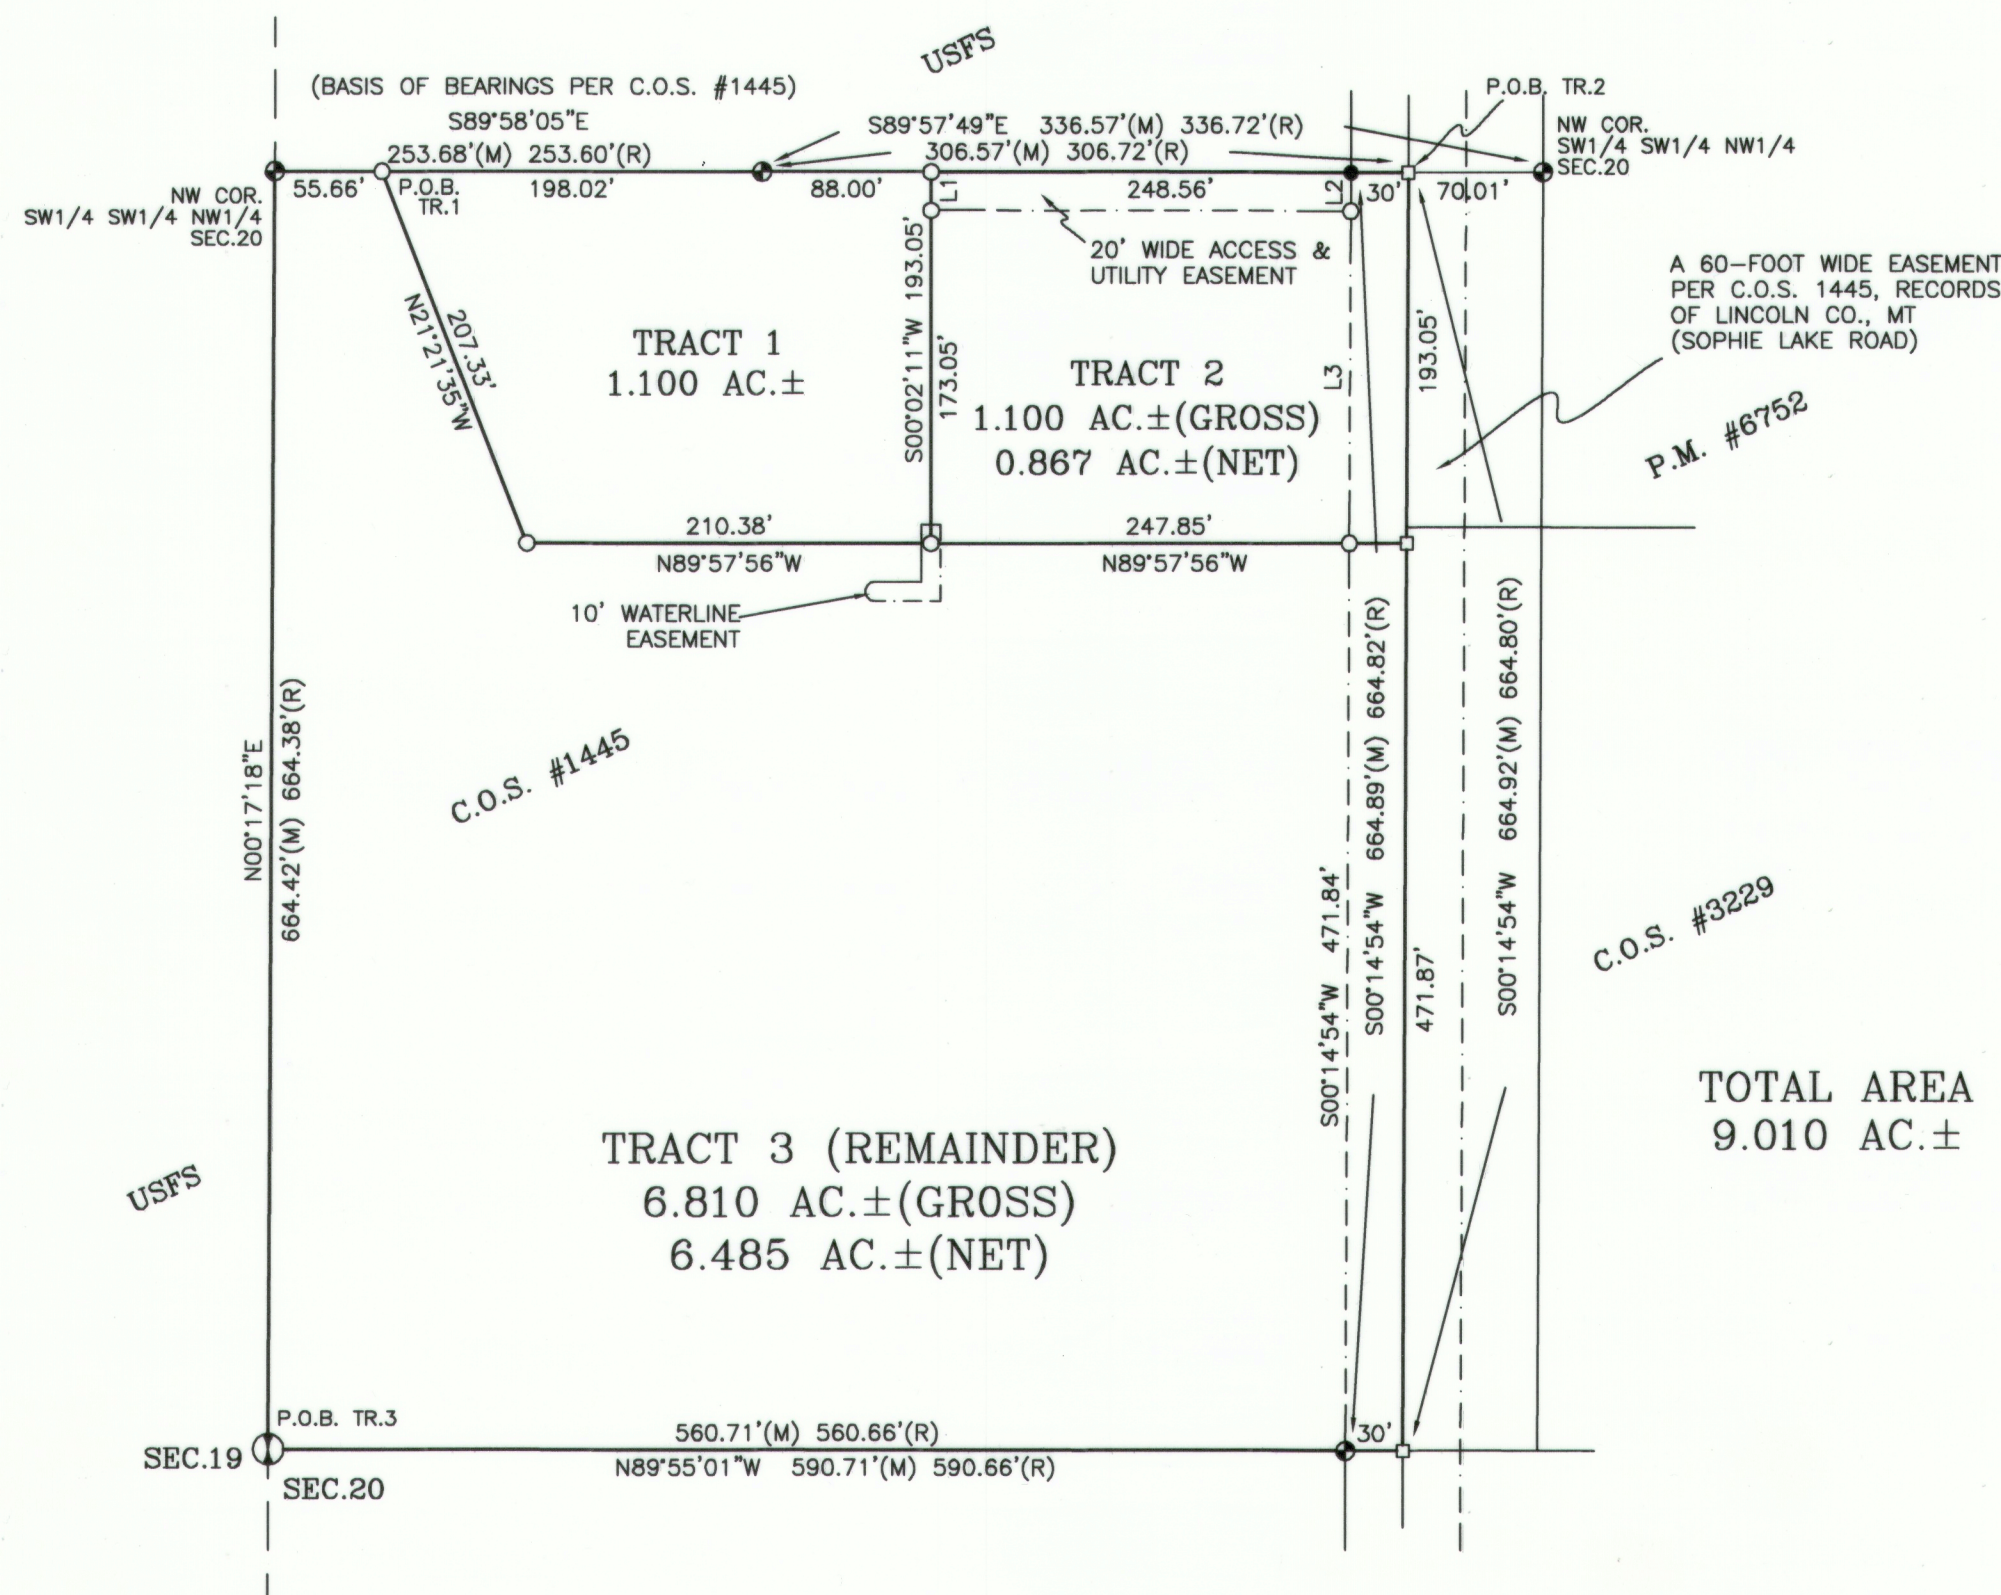 USFS
(BASIS OF BEARINGS PER C.O.S. #1445)
S89°58'05"E
253.68'(M) 253.60'(R)
S89°57'49"E 336.57'(M) 336.72'(R)
306.57'(M) 306.72'(R)
P.O.B. TR.2
NW COR.
SW1/4 SW1/4 NW1/4
SEC.20
NW COR.
SW1/4 SW1/4 NW1/4
SEC.20
55.66'
P.O.B.
TR.1
198.02'
88.00'
L1
248.56'
L2
30'
70.01'
20' WIDE ACCESS &
UTILITY EASEMENT
A 60-FOOT WIDE EASEMENT
PER C.O.S. 1445, RECORDS
OF LINCOLN CO., MT
(SOPHIE LAKE ROAD)
207.33'
N21°21'35"W
TRACT 1
1.100 AC.±
S00°02'11"W 193.05'
173.05'
TRACT 2
1.100 AC.±(GROSS)
0.867 AC.±(NET)
L3
193.05'
P.M. #6752
210.38'
N89°57'56"W
247.85'
N89°57'56"W
10' WATERLINE
EASEMENT
N00°17'18"E
664.42'(M) 664.38'(R)
C.O.S. #1445
S00°14'54"W 471.84'
S00°14'54"W 664.89'(M) 664.82'(R)
471.87'
S00°14'54"W 664.92'(M) 664.80'(R)
C.O.S. #3229
TOTAL AREA
9.010 AC.±
USFS
TRACT 3 (REMAINDER)
6.810 AC.±(GROSS)
6.485 AC.±(NET)
P.O.B. TR.3
SEC.19
SEC.20
560.71'(M) 560.66'(R)
N89°55'01"W 590.71'(M) 590.66'(R)
30'